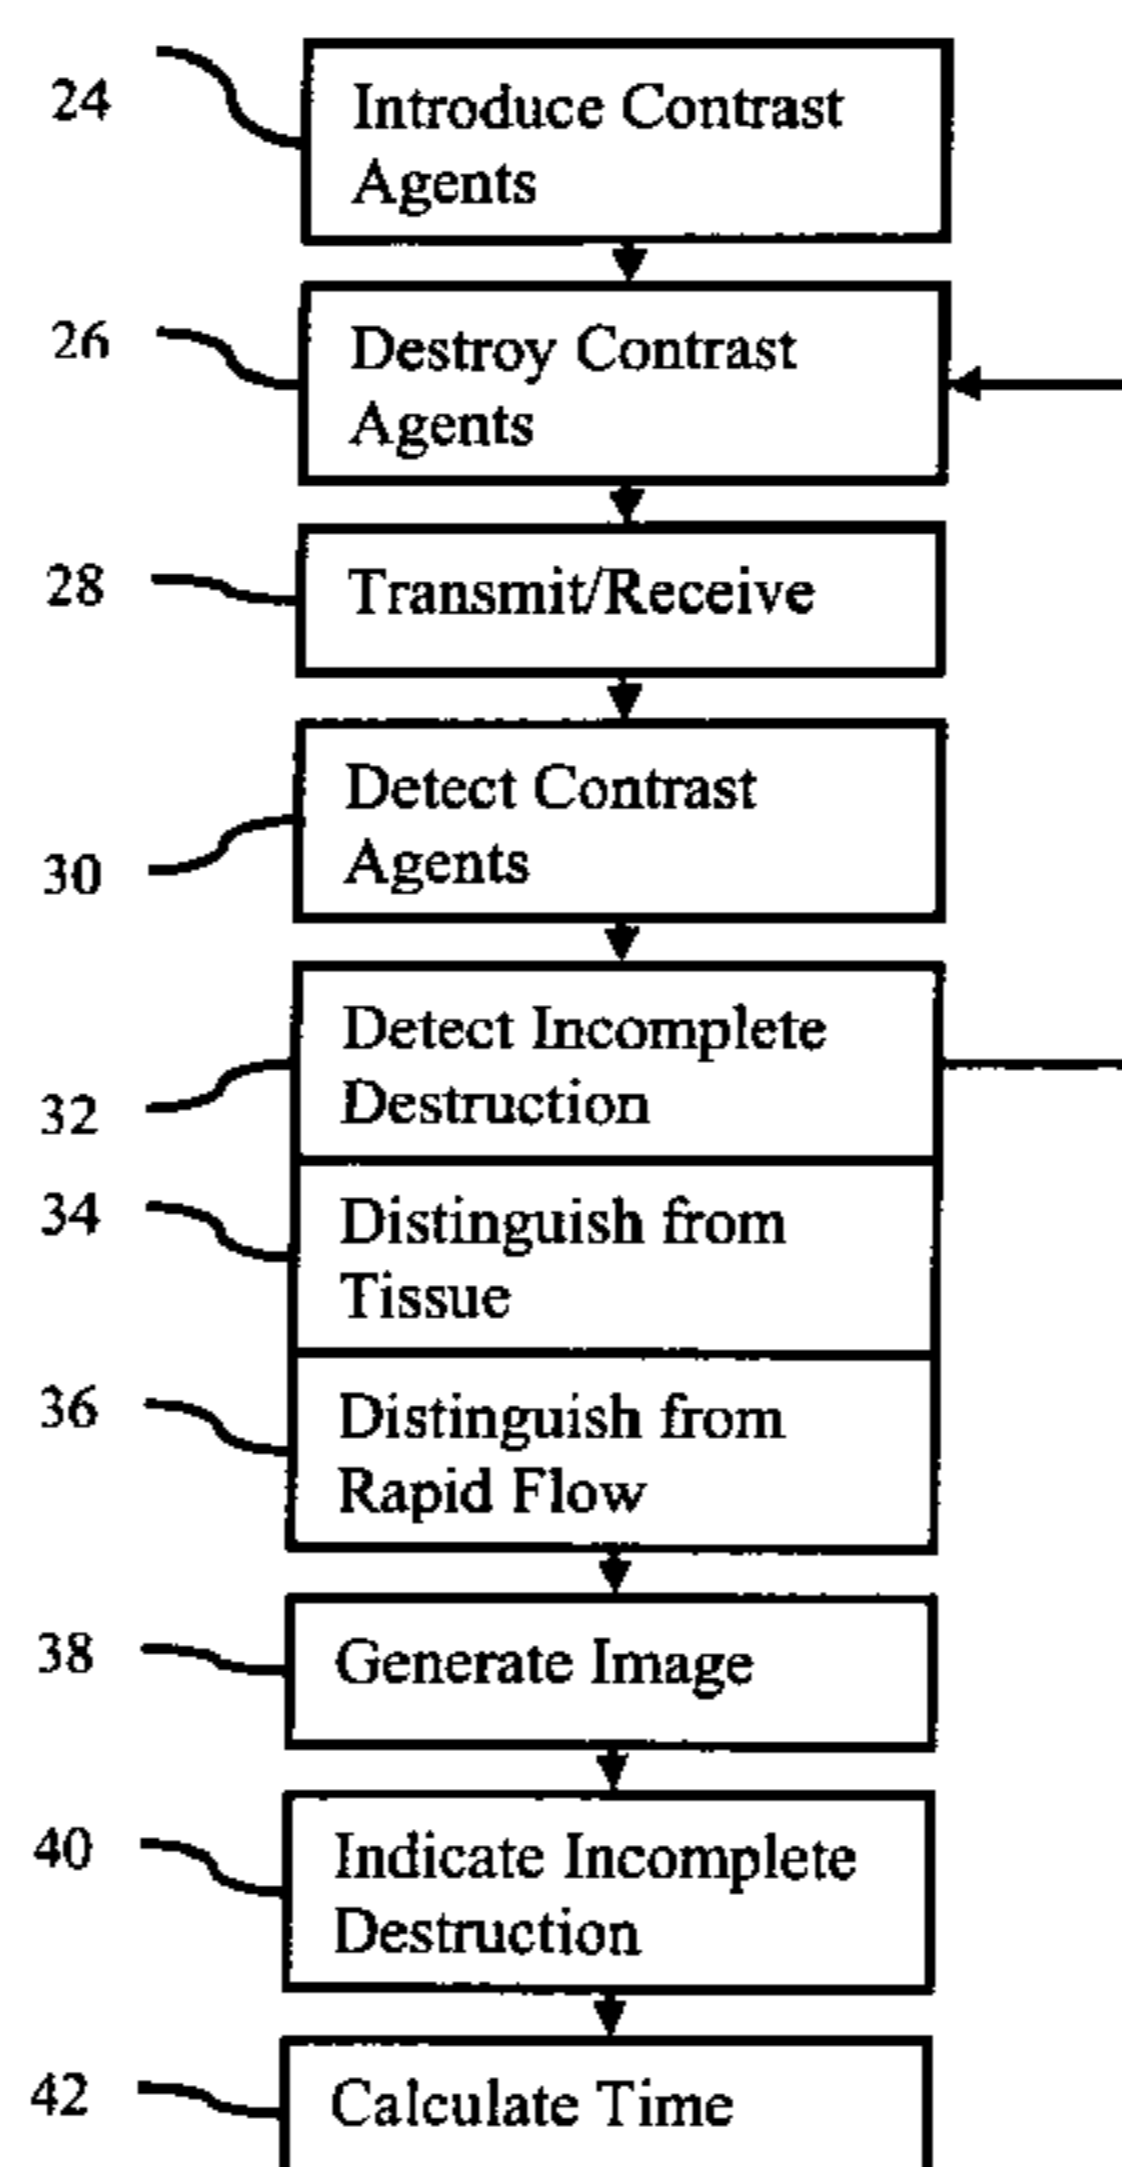 24
Introduce Contrast
Agents
26
Destroy Contrast
Agents
28
Transmit/Receive
30
Detect Contrast
Agents
32
Detect Incomplete
Destruction
34
Distinguish from
Tissue
36
Distinguish from
Rapid Flow
38
Generate Image
40
Indicate Incomplete
Destruction
42
Calculate Time